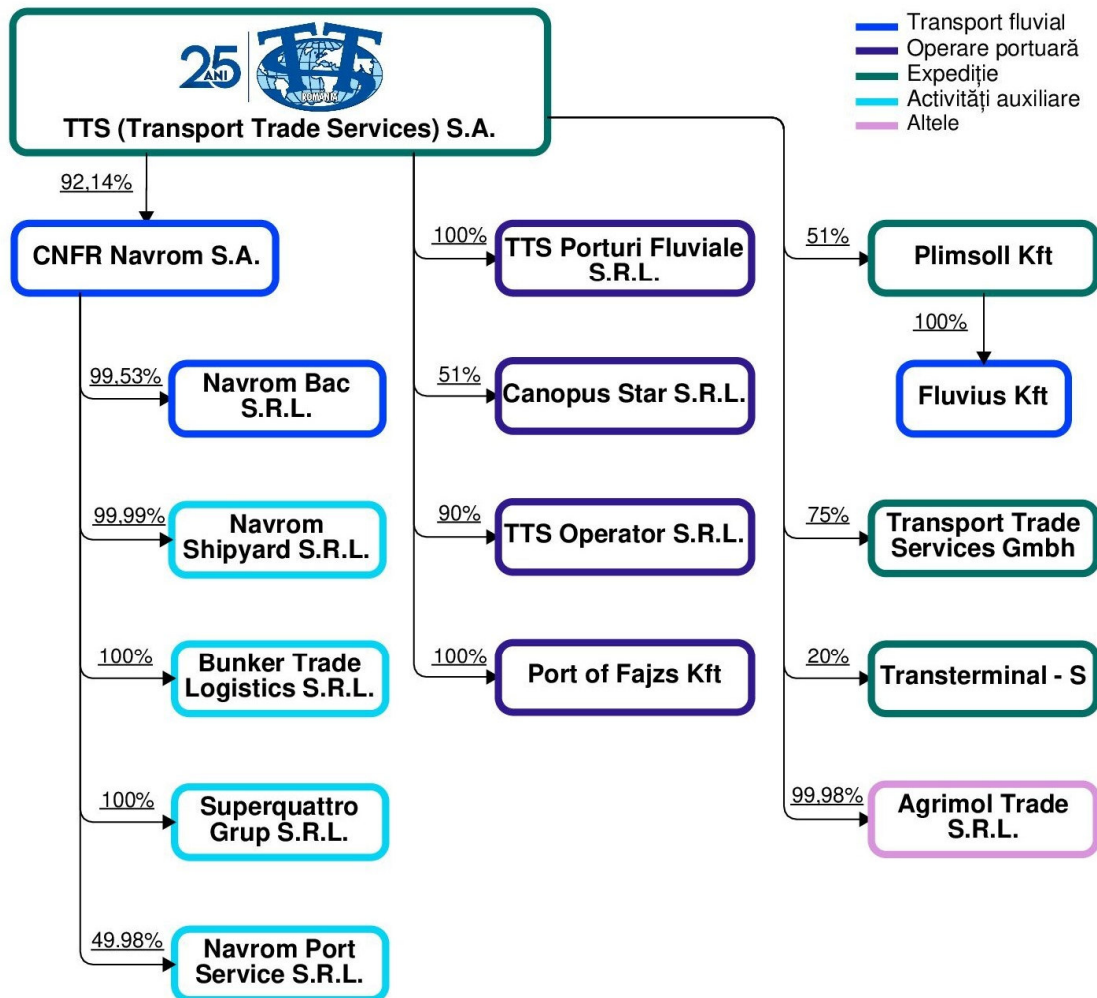 25
ANI
TTS
ROMANIA
TTS (Transport Trade Services) S.A.
Transport fluvial
Operare portuară
Expediție
Activități auxiliare
Altele
92,14%
CNFR Navrom S.A.
99.53%
Navrom Bac
S.R.L.
99,99%
Navrom
Shipyard S.R.L.
100%
Bunker Trade
Logistics S.R.L.
100%
Superquattro
Grup S.R.L.
49.98%
Navrom Port
Service S.R.L.
100%
TTS Porturi Fluviale
S.R.L.
51%
Canopus Star S.R.L.
90%
TTS Operator S.R.L.
100%
Port of Fajzs Kft
51%
Plimsoll Kft
100%
Fluvius Kft
75%
Transport Trade
Services Gmbh
20%
Transterminal - S
99,98%
Agrimol Trade
S.R.L.